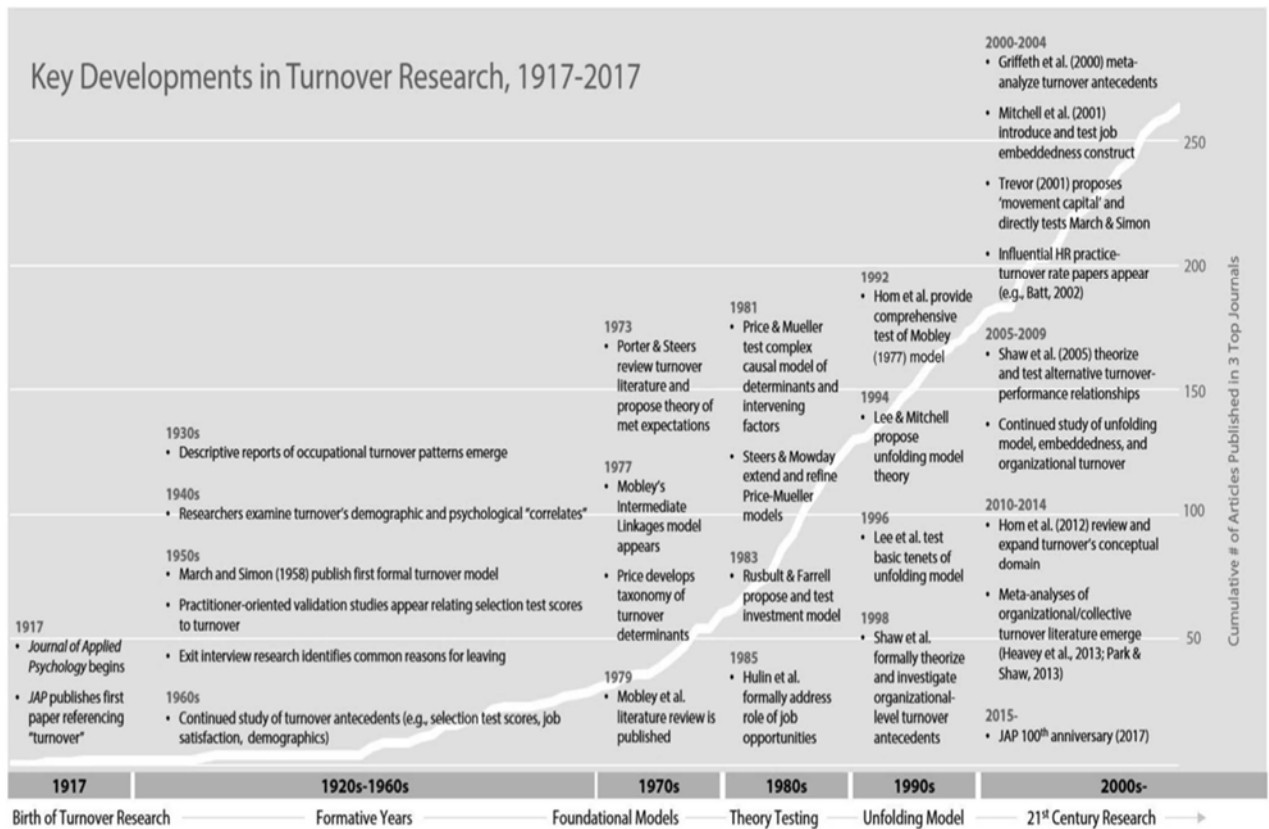 Key Developments in Turnover Research, 1917-2017
1917
• Journal of Applied
Psychology begins
• JAP publishes first
paper referencing
"turnover"
1930s
• Descriptive reports of occupational turnover patterns emerge
1940s
• Researchers examine turnover's demographic and psychological "correlates"
1950s
• March and Simon (1958) publish first formal turnover model
• Practitioner-oriented validation studies appear relating selection test scores
to turnover
• Exit interview research identifies common reasons for leaving
1960s
• Continued study of turnover antecedents (e.g., selection test scores, job
satisfaction, demographics)
1973
• Porter & Steers
review turnover
literature and
propose theory of
met expectations
1977
• Mobley's
Intermediate
Linkages model
appears
• Price develops
taxonomy of
turnover
determinants
1979
• Mobley et al.
literature review is
published
1981
• Price & Mueller
test complex
causal model of
determinants and
intervening
factors
• Steers & Mowday
extend and refine
Price-Mueller
models
1983
• Rusbult & Farrell
propose and test
investment model
1985
• Hulin et al.
formally address
role of job
opportunities
1992
• Hom et al. provide
comprehensive
test of Mobley
(1977) model
1994
• Lee & Mitchell
propose
unfolding model
theory
1996
• Lee et al. test
basic tenets of
unfolding model
1998
• Shaw et al.
formally theorize
and investigate
organizational-
level turnover
antecedents
2000-2004
• Griffeth et al. (2000) meta-
analyze turnover antecedents
• Mitchell et al. (2001)
introduce and test job
embeddedness construct
• Trevor (2001) proposes
'movement capital' and
directly tests March & Simon
• Influential HR practice-
turnover rate papers appear
(e.g., Batt, 2002)
2005-2009
• Shaw et al. (2005) theorize
and test alternative turnover-
performance relationships
• Continued study of unfolding
model, embeddedness, and
organizational turnover
2010-2014
• Hom et al. (2012) review and
expand turnover's conceptual
domain
• Meta-analyses of
organizational/collective
turnover literature emerge
(Heavey et al., 2013; Park &
Shaw, 2013)
2015-
• JAP 100th anniversary (2017)
250
200
150
100
50
Cumulative # of Articles Published in 3 Top Journals
1917 1920s-1960s 1970s 1980s 1990s 2000s-
Birth of Turnover Research Formative Years Foundational Models Theory Testing Unfolding Model 21st Century Research